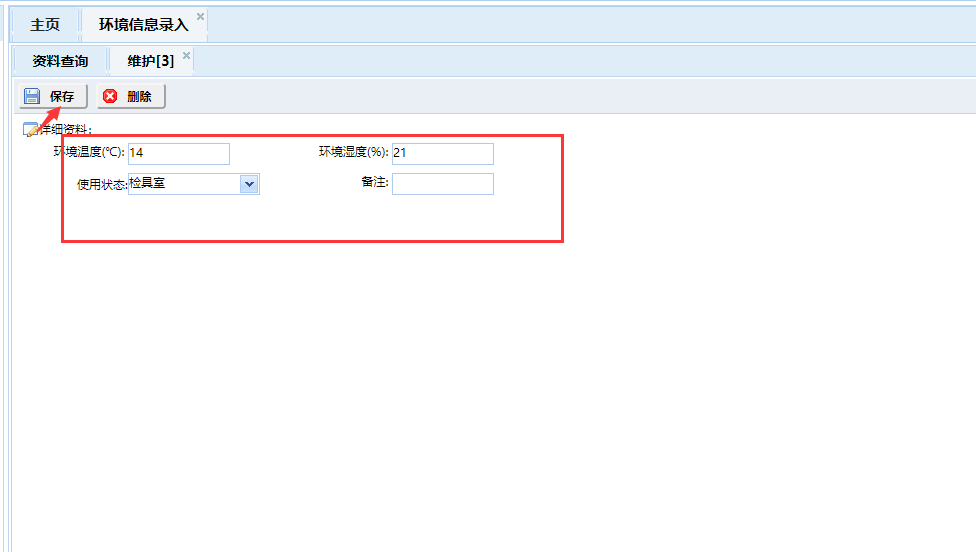 主页 环境信息录入
资料查询 维护[3]
保存 删除
详细资料:
环境温度(℃): 14 环境湿度(%): 21
使用状态: 检具室 备注: